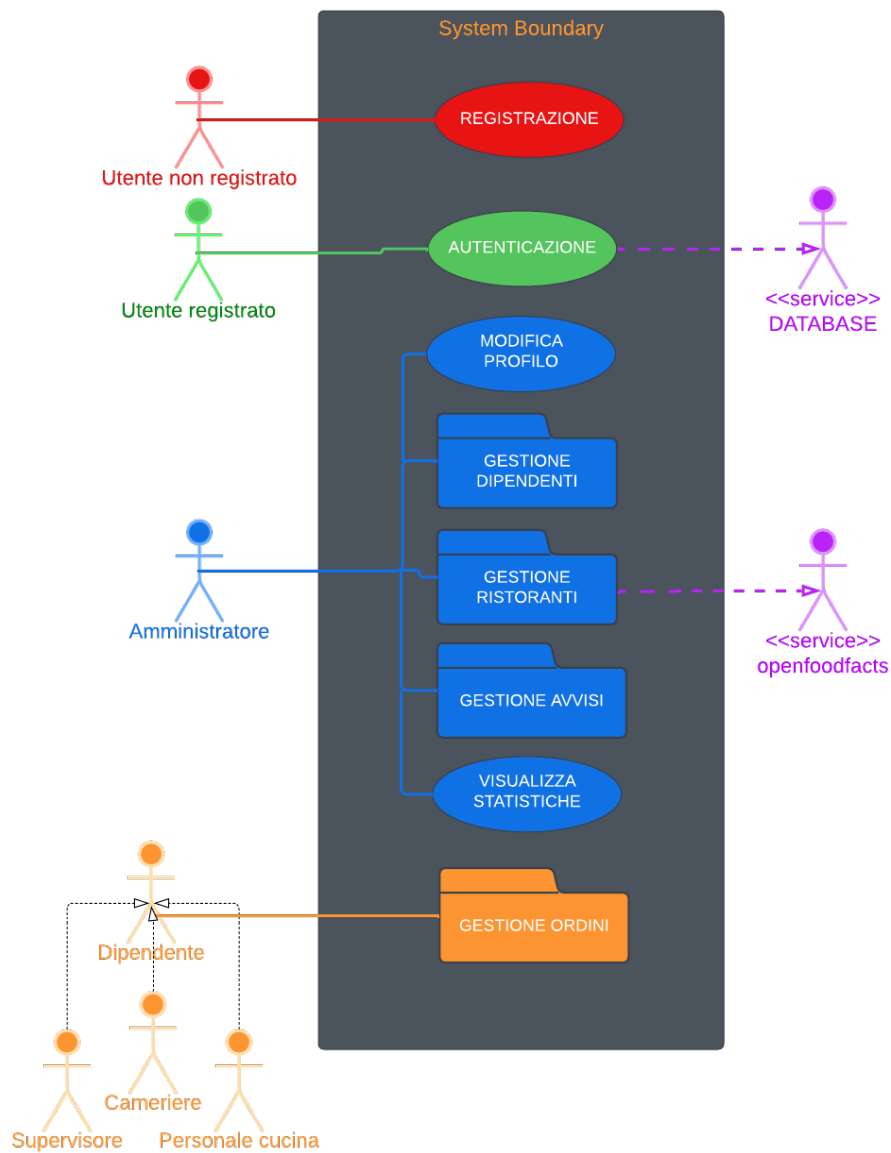 System Boundary
REGISTRAZIONE
Utente non registrato
AUTENTICAZIONE
Utente registrato
<<service>>
DATABASE
MODIFICA
PROFILO
GESTIONE
DIPENDENTI
GESTIONE
RISTORANTI
Amministratore
<<service>>
openfoodfacts
GESTIONE AVVISI
VISUALIZZA
STATISTICHE
GESTIONE ORDINI
Dipendente
Cameriere
Supervisore
Personale cucina